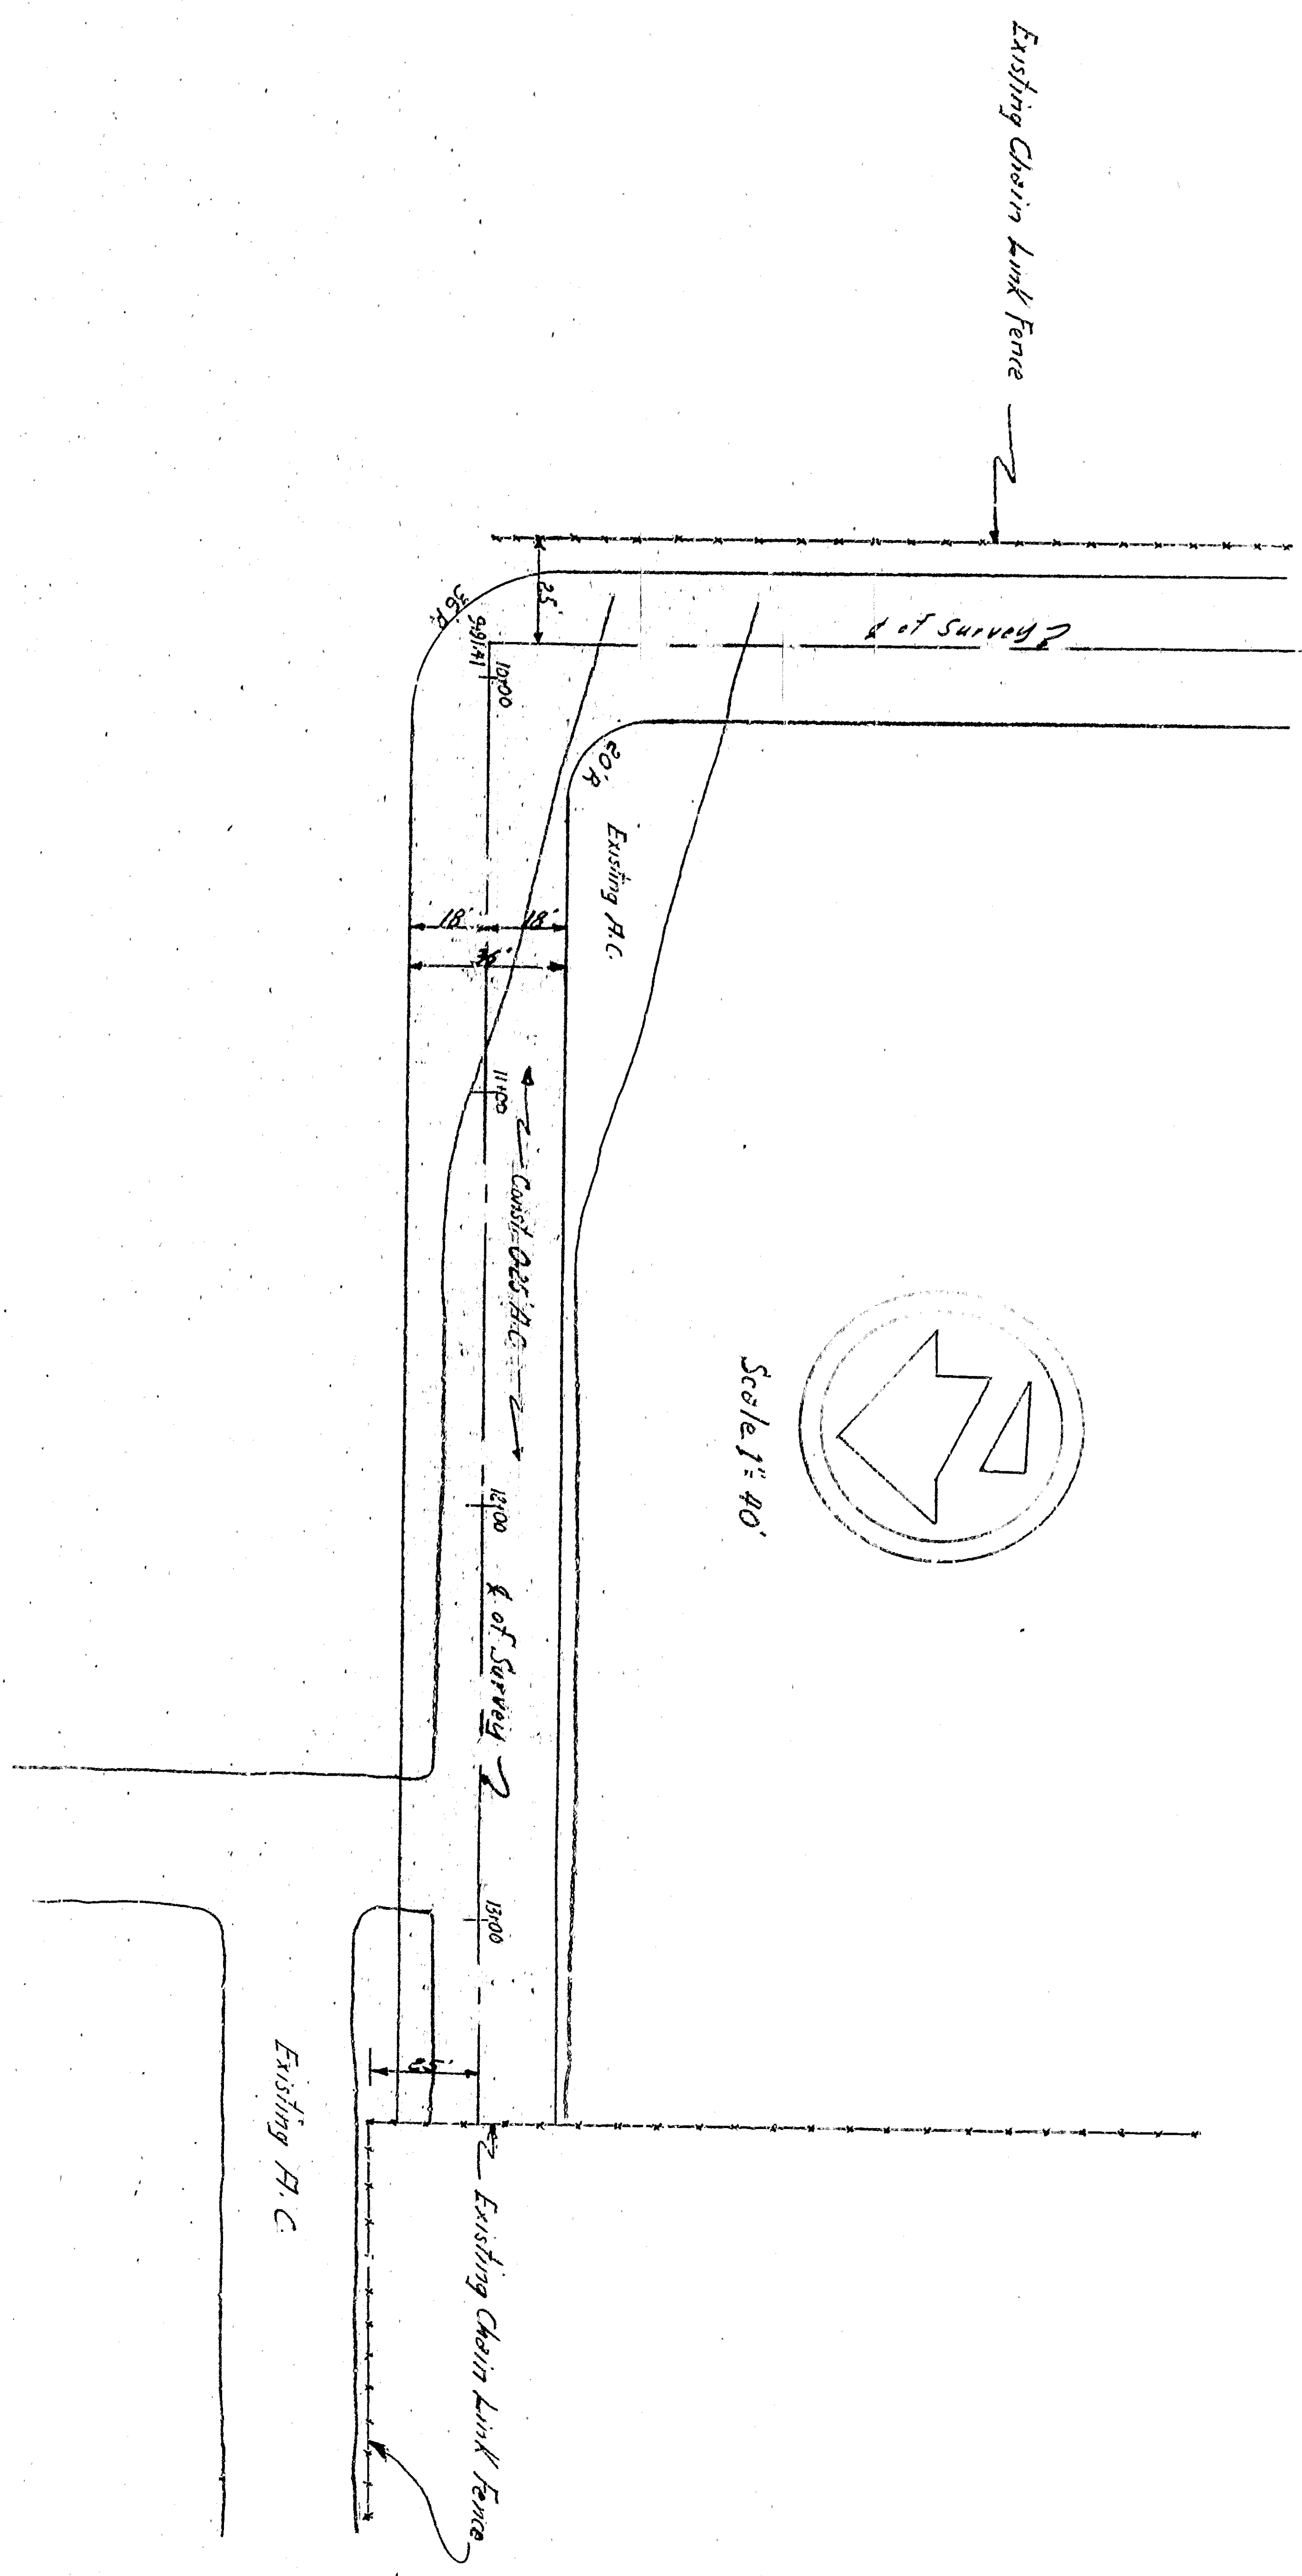 Existing Chain Link Fence
℄ of Survey
25'
36' R.
9+91.41
10+00
20' R
Existing A.C.
18'
18'
36'
11+00
Const. 0.25' A.C.
Scale 1" = 40'
12+00
℄ of Survey
13+00
Existing A.C.
Existing Chain Link Fence